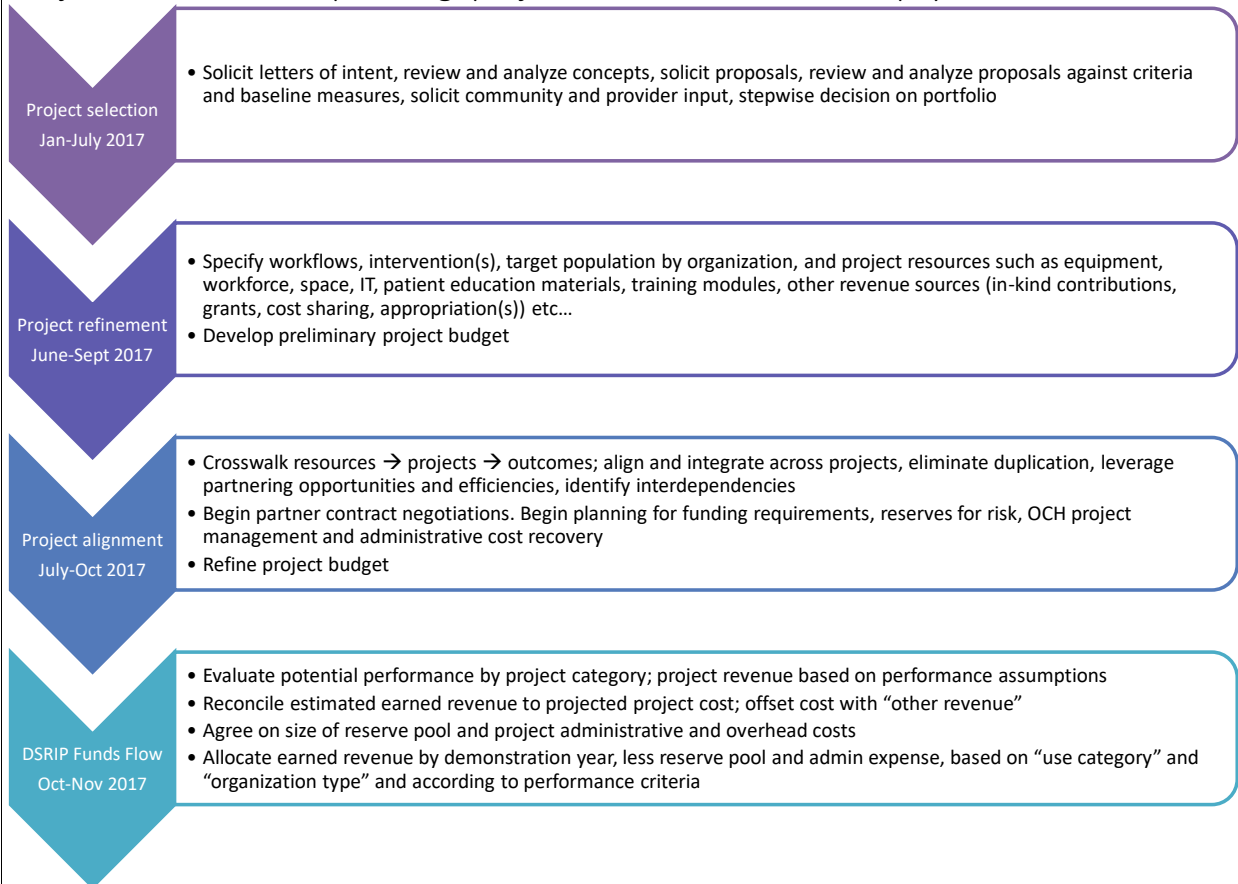 Project selection
Jan-July 2017
• Solicit letters of intent, review and analyze concepts, solicit proposals, review and analyze proposals against criteria
and baseline measures, solicit community and provider input, stepwise decision on portfolio
Project refinement
June-Sept 2017
• Specify workflows, intervention(s), target population by organization, and project resources such as equipment,
workforce, space, IT, patient education materials, training modules, other revenue sources (in-kind contributions,
grants, cost sharing, appropriation(s)) etc…
• Develop preliminary project budget
Project alignment
July-Oct 2017
• Crosswalk resources → projects → outcomes; align and integrate across projects, eliminate duplication, leverage
partnering opportunities and efficiencies, identify interdependencies
• Begin partner contract negotiations. Begin planning for funding requirements, reserves for risk, OCH project
management and administrative cost recovery
• Refine project budget
DSRIP Funds Flow
Oct-Nov 2017
• Evaluate potential performance by project category; project revenue based on performance assumptions
• Reconcile estimated earned revenue to projected project cost; offset cost with “other revenue”
• Agree on size of reserve pool and project administrative and overhead costs
• Allocate earned revenue by demonstration year, less reserve pool and admin expense, based on “use category” and
“organization type” and according to performance criteria